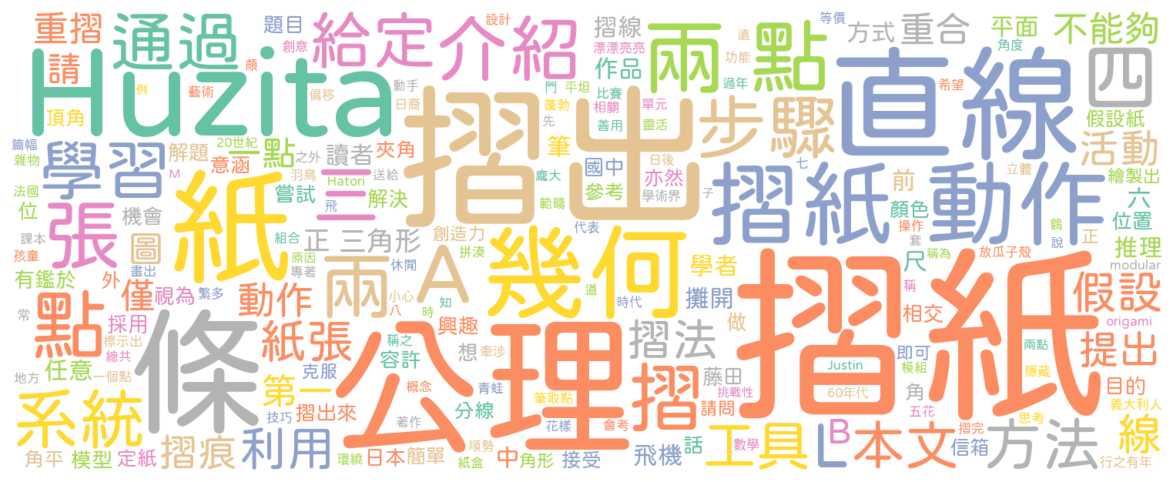 重摺 通過 給定 介紹 設計 題目 創意 摺線 漂漂亮亮 兩點 等價 方式 重合 平面 不能夠
請 Huzita 頗 動手 作品 門 平坦 遠 功能 過年 角度 希望 四
例 藝術 偏移 摺出 比賽 相關 單元 步驟 直線 假設紙
頂角 日裔 蓬勃 先 善用 靈活 活動
篇幅 雜物 學習 20世紀 解題 二點 之外 讀者 夾角 筆 國中 日後 七 摺紙 動作 前 立體 繪製出
M 意涵 羽鳥 Hatori 送給 嘗試 解決 龐大 參考 亦然 學術界 顏色 六 位置
法國 位 張 紙 機會 三 飛 範疇 子 操作 鶴 正 推理
課本 圖 正 三角形 創造力 代表 套 說
孩童 有鑑於 外 畫出 組合 原因 專著 休閒 兩 A 拼湊 幾何 學者 尺 稱為 放瓜子殼 modular
點 僅 視為 繁多 動作 小心 八 知 時 道 時代 攤開 稱 摺紙 假設 origami
常 採用 條 紙張 稱之 興趣 做 相交 提出
標示出 總共 公理 容許 想 牽涉 摺法 即可 兩點
地方 任意 一個點 克服 概念 青蛙 摺 藤田 Justin 模組 隱藏 目的
系統 第一 技巧 摺出來 分線 筆取點 挑戰性 請問 60年代 角 五花 義大利人
摺痕 利用 著作 花樣 會考 B 思考 線
角平 模型 定紙 環繞 日本 簡單 順勢 紙盒 中 角形 接受 飛機 話 工具 數學 L 本文 信箱 方法 摺完 行之有年